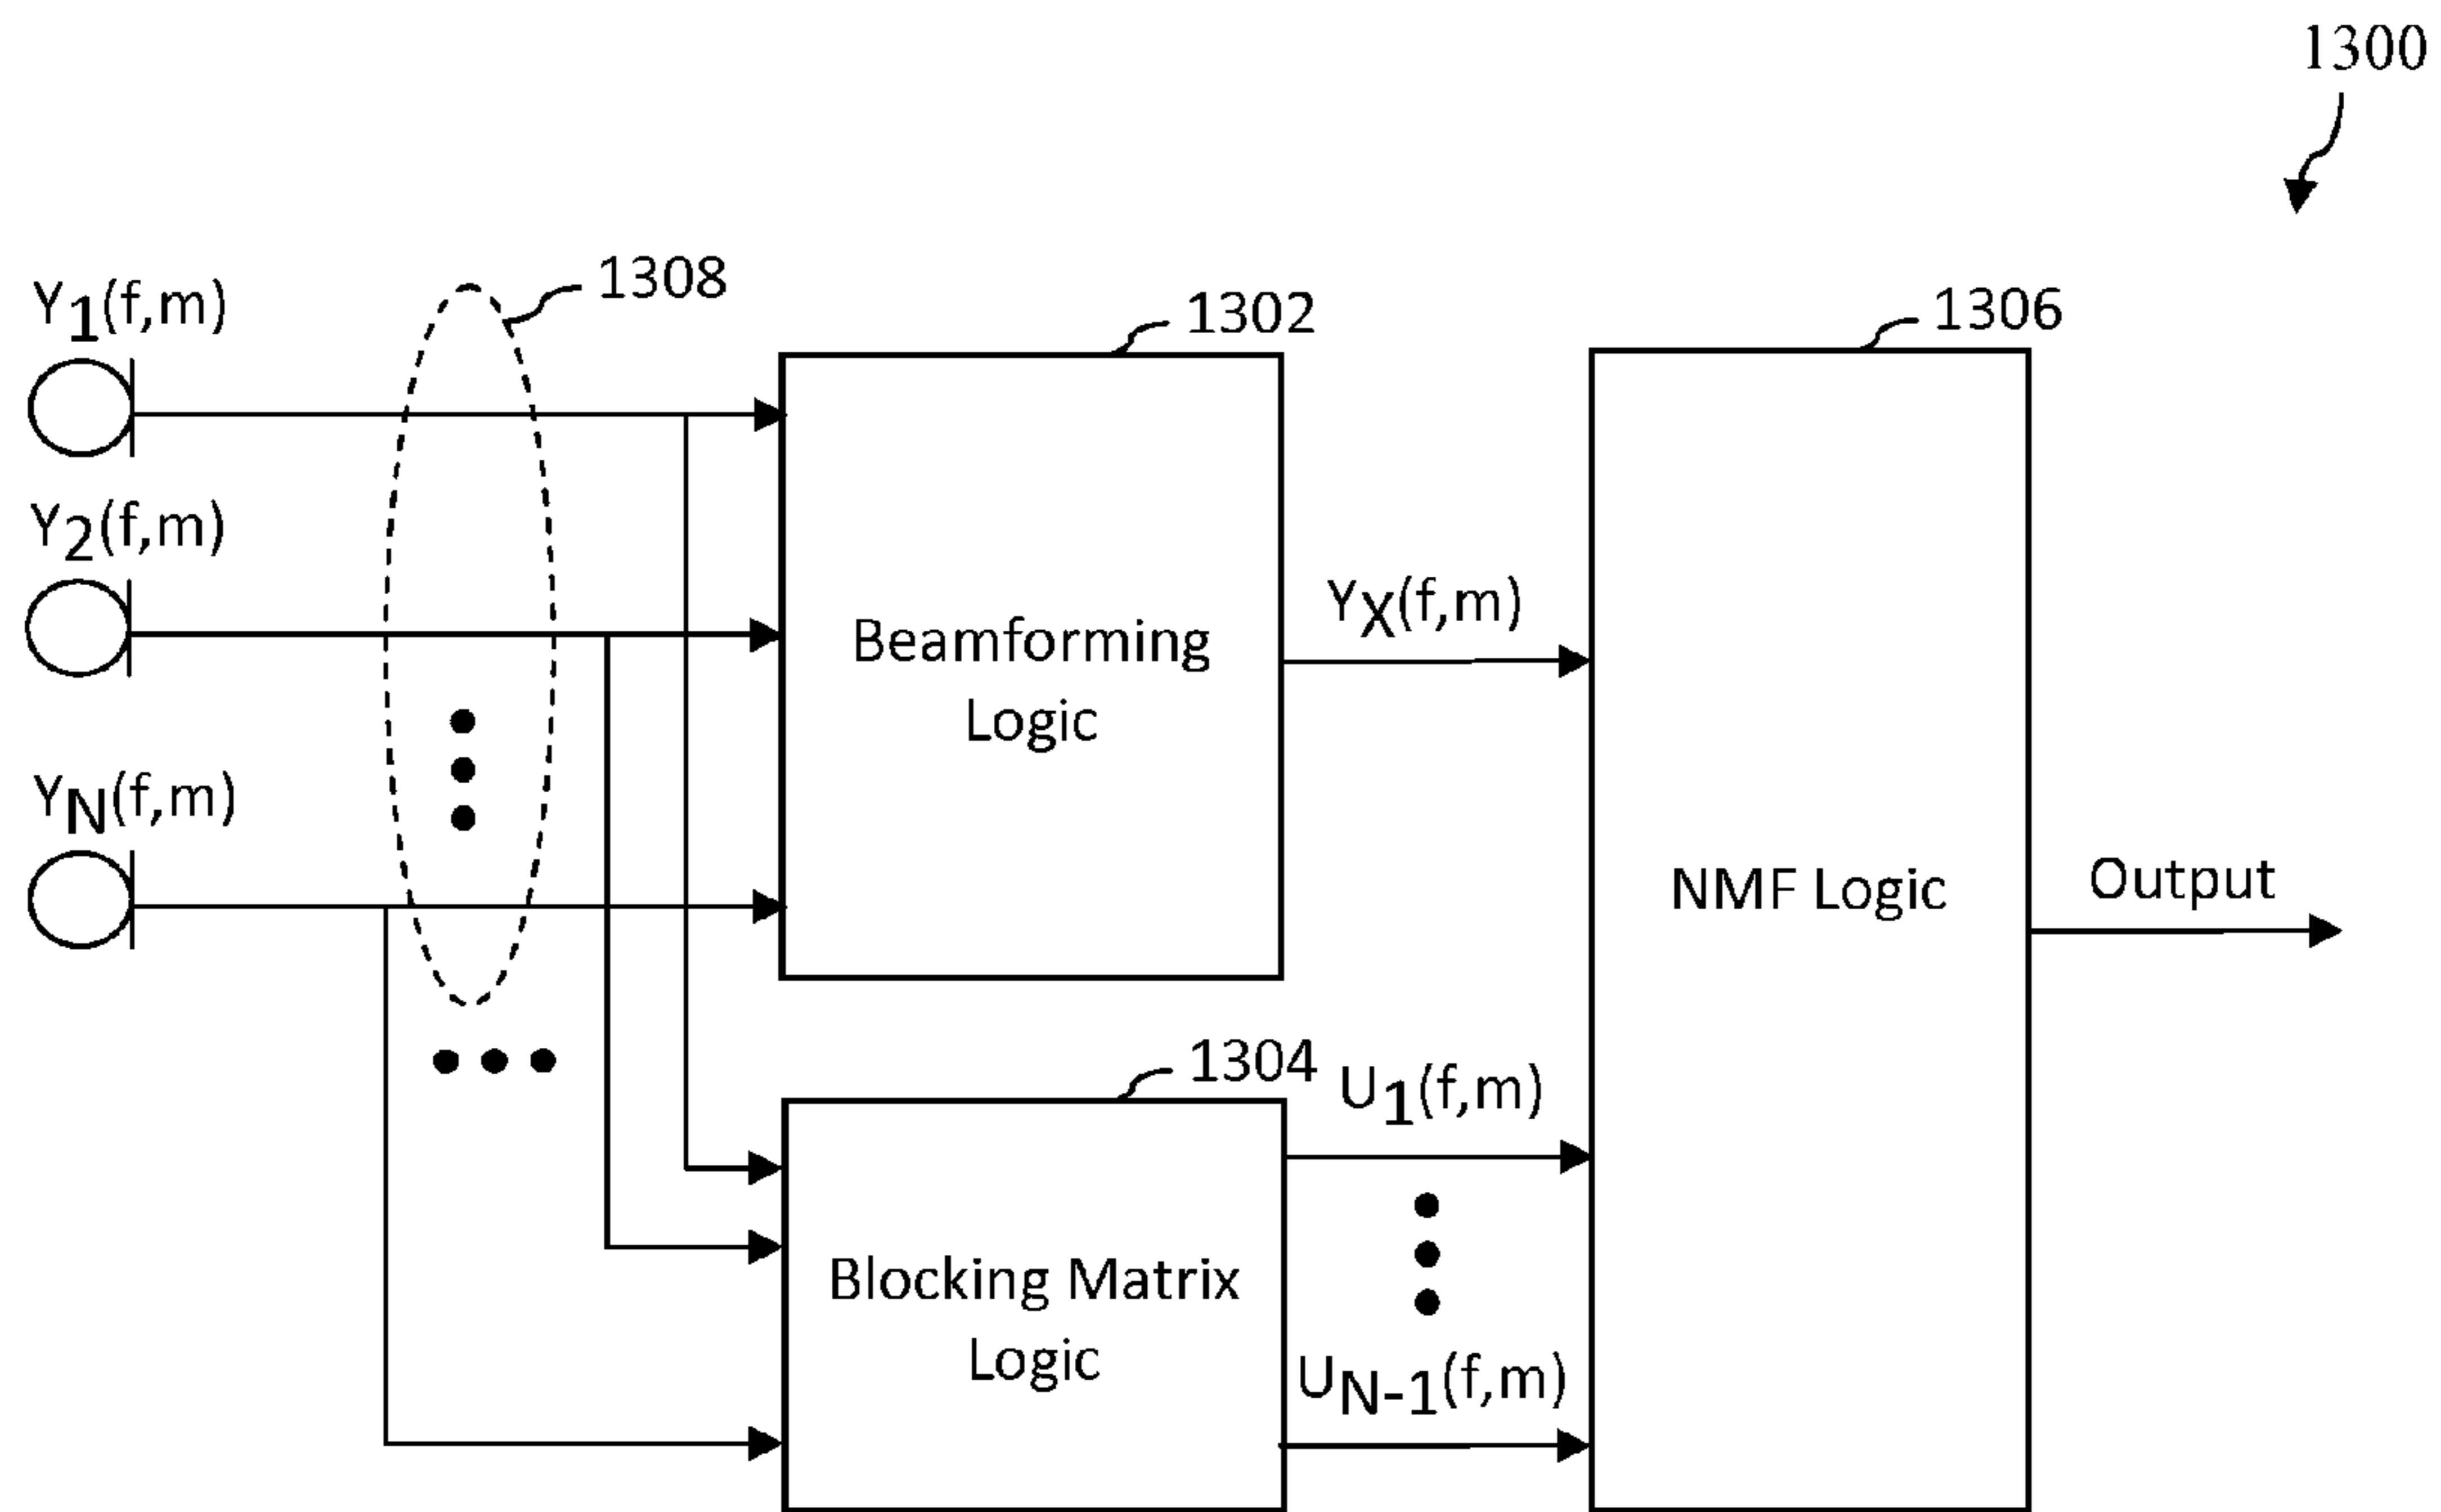 1300
1308
Y1(f,m)
1302
1306
Y2(f,m)
Beamforming
Logic
YX(f,m)
YN(f,m)
NMF Logic
Output
1304
U1(f,m)
Blocking Matrix
Logic
UN-1(f,m)